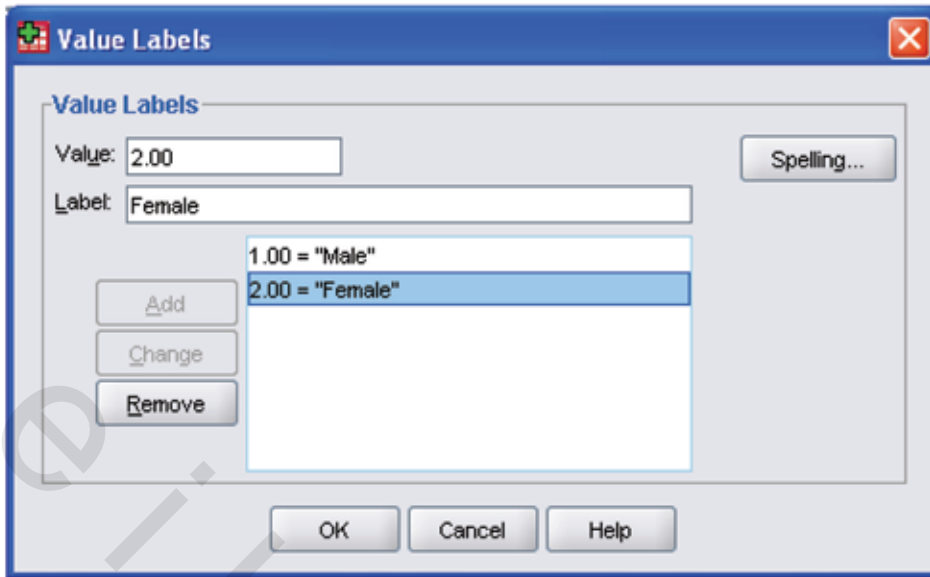 Value Labels
Value Labels
Value: 2.00
Spelling...
Label: Female
1.00 = "Male"
2.00 = "Female"
Add
Change
Remove
OK Cancel Help